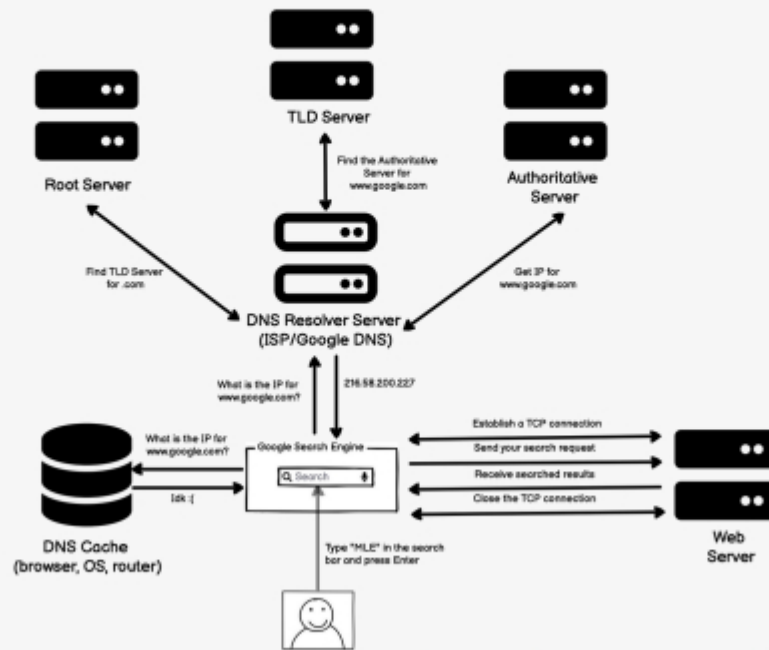 TLD Server
Root Server
Find the Authoritative
Server for
www.google.com
Authoritative
Server
Find TLD Server
for .com
Get IP for
www.google.com
DNS Resolver Server
(ISP/Google DNS)
What is the IP for
www.google.com?
216.58.200.227
What is the IP for
www.google.com?
Idk :(
Google Search Engine
Search
Establish a TCP connection
Send your search request
Receive searched results
Close the TCP connection
DNS Cache
(browser, OS, router)
Web
Server
Type "MLE" in the search
bar and press Enter